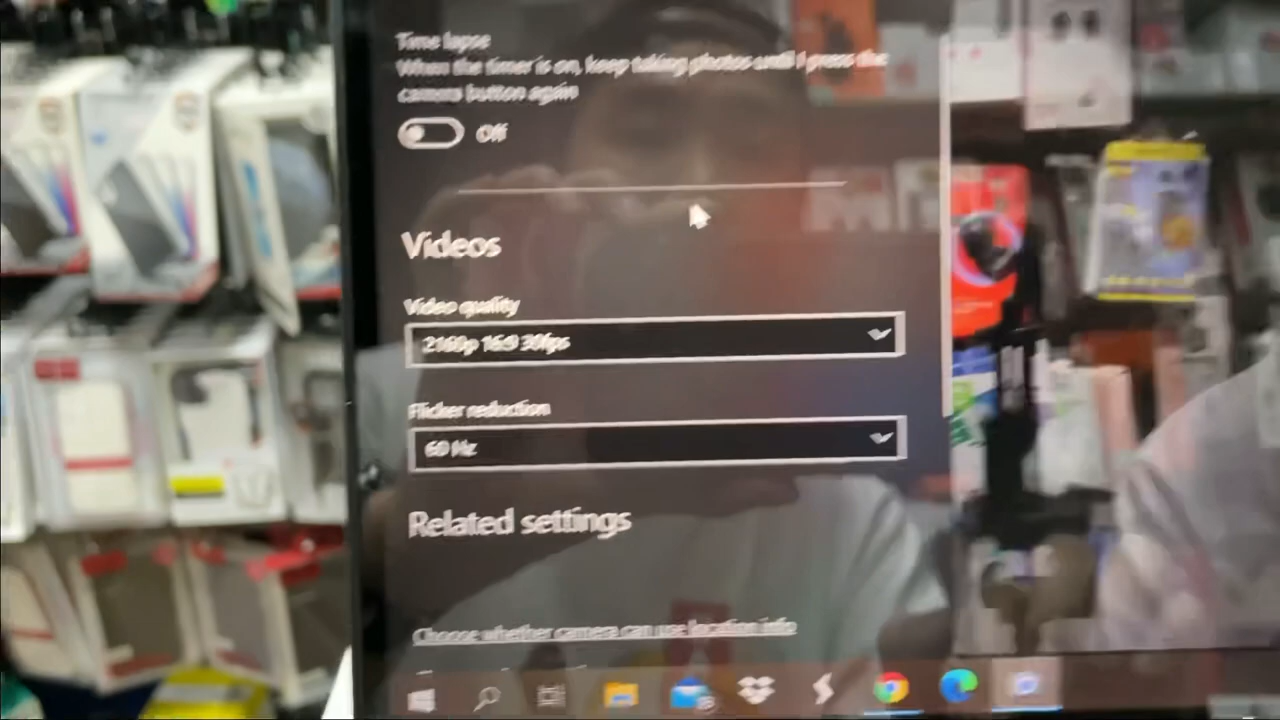 Time lapse
When the timer is on, keep taking photos until I press the
camera button again
Off
Videos
Video quality
2160p 16:9 30fps
Flicker reduction
60 Hz
Related settings
Choose whether camera can use location info